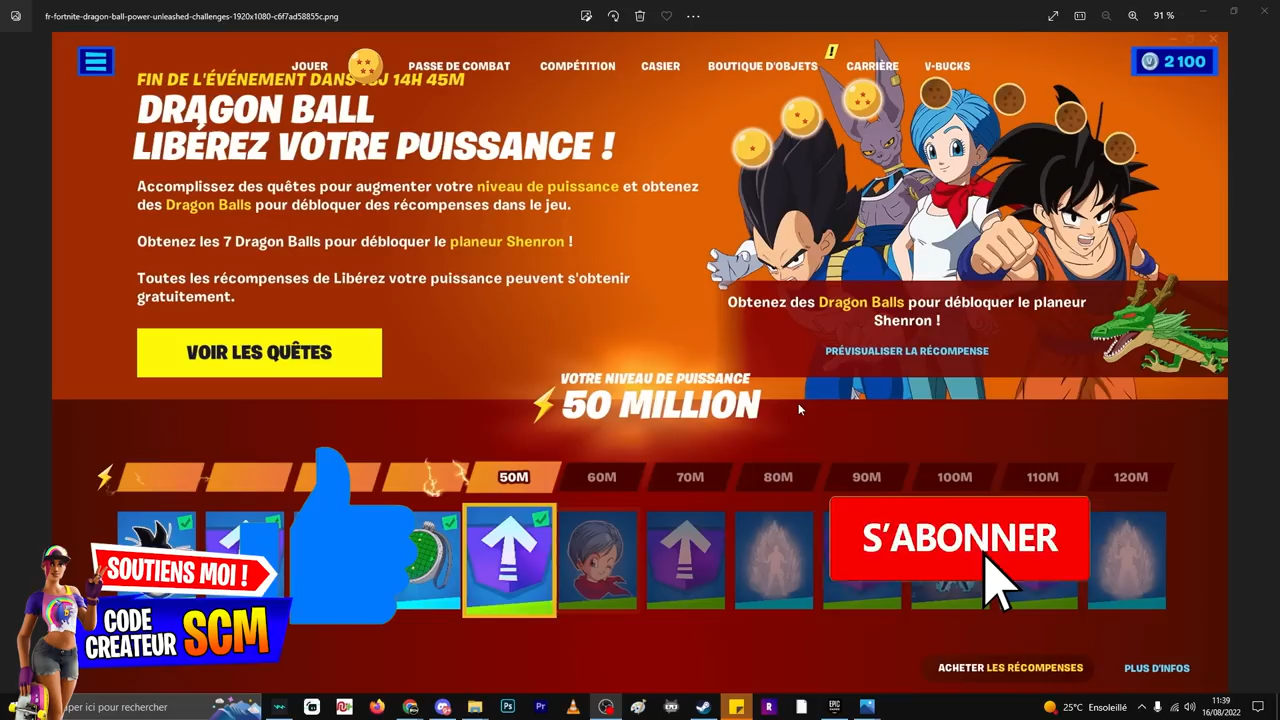 fr-fortnite-dragon-ball-power-unleashed-challenges-1920x1080-c6f7ad58855c.png
91 %
JOUER
PASSE DE COMBAT
COMPÉTITION
CASIER
BOUTIQUE D'OBJETS
!
CARRIÈRE
V-BUCKS
2 100
14H 45M
FIN DE L'ÉVÉNEMENT DANS
DRAGON BALL
LIBÉREZ VOTRE PUISSANCE !
Accomplissez des quêtes pour augmenter votre niveau de puissance et obtenez
des Dragon Balls pour débloquer des récompenses dans le jeu.
Obtenez les 7 Dragon Balls pour débloquer le planeur Shenron !
Toutes les récompenses de Libérez votre puissance peuvent s'obtenir
gratuitement.
VOIR LES QUÊTES
Obtenez des Dragon Balls pour débloquer le planeur
Shenron !
PRÉVISUALISER LA RÉCOMPENSE
VOTRE NIVEAU DE PUISSANCE
50 MILLION
50M
60M
70M
80M
90M
100M
110M
120M
S'ABONNER
SOUTIENS MOI !
CODE
CREATEUR SCM
ACHETER LES RÉCOMPENSES
PLUS D'INFOS
aper ici pour rechercher
25°C Ensoleillé
11:39
16/08/2022